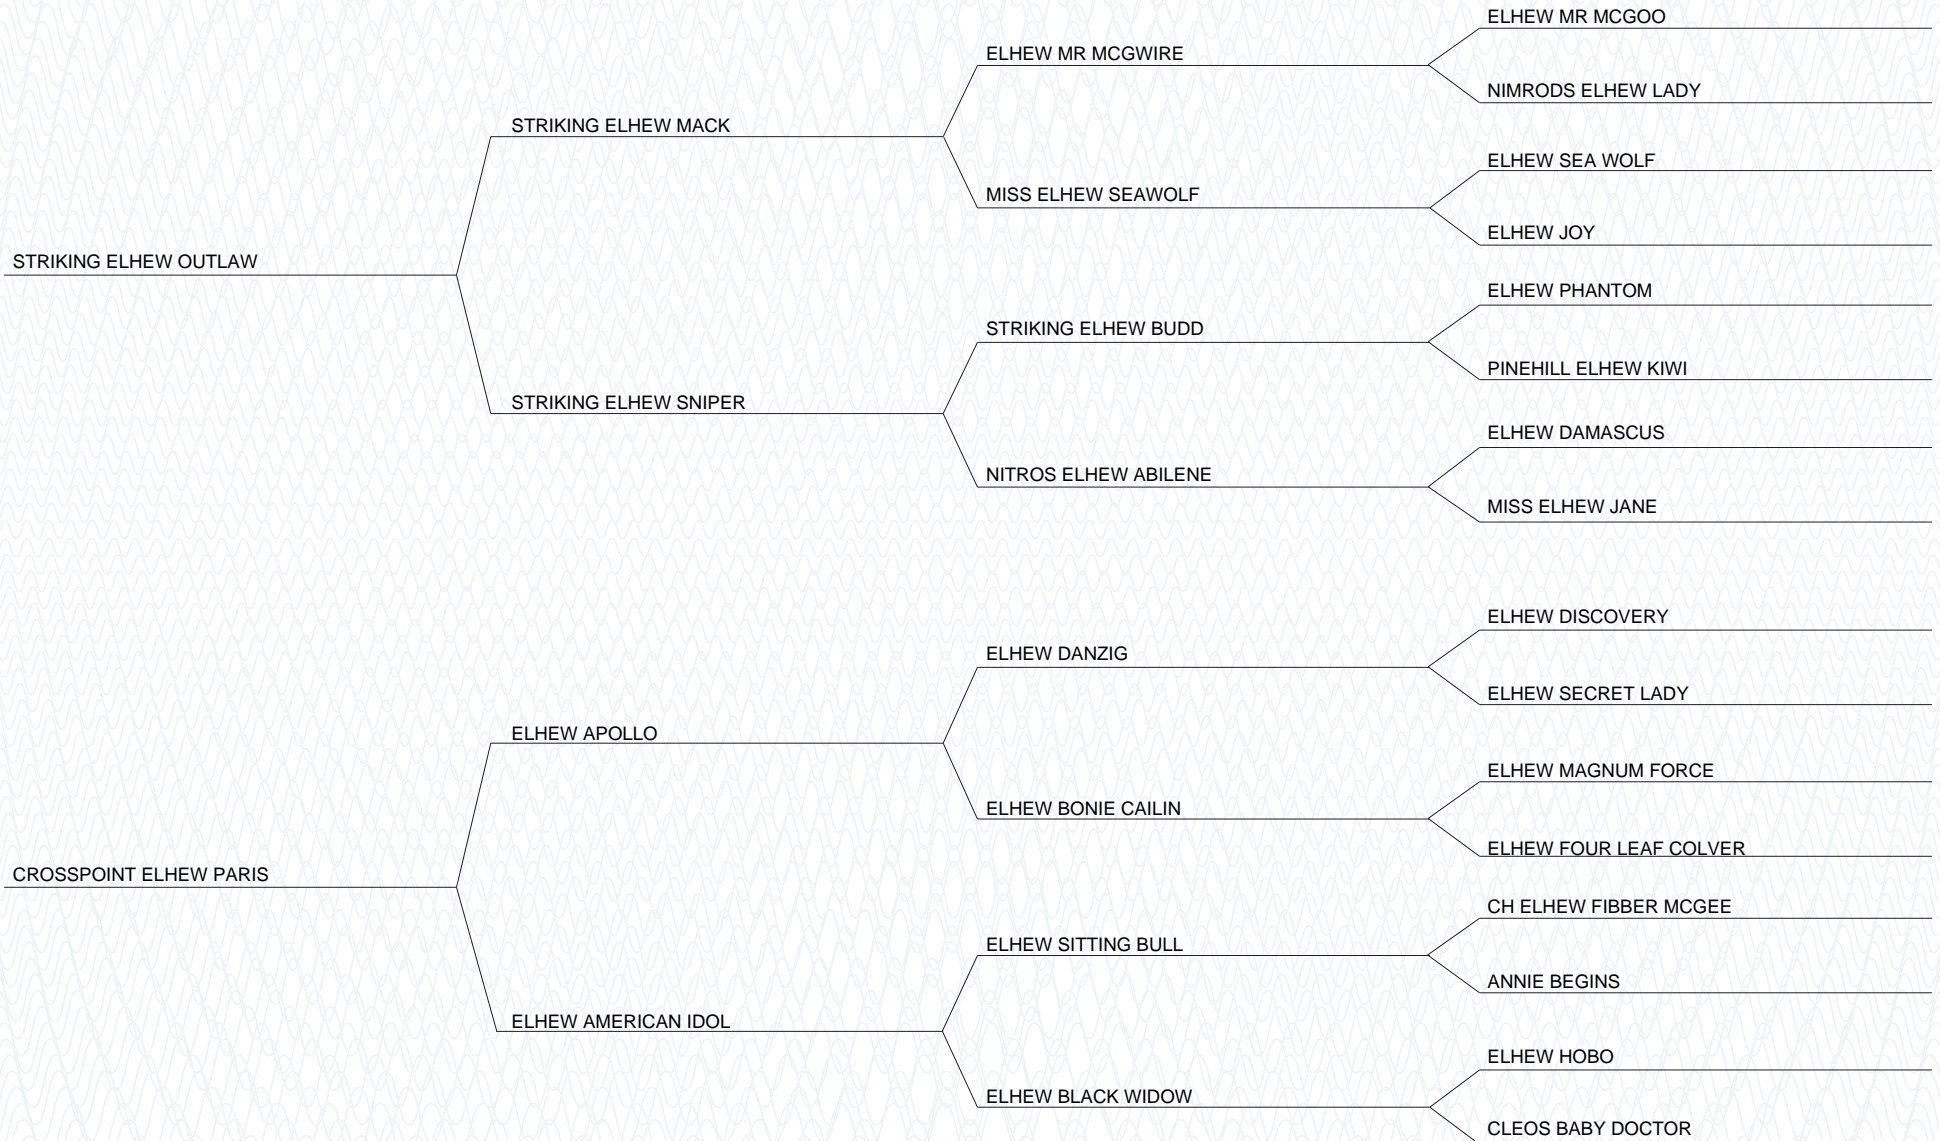 ELHEW MR MCGOO
ELHEW MR MCGWIRE
NIMRODS ELHEW LADY
STRIKING ELHEW MACK
ELHEW SEA WOLF
MISS ELHEW SEAWOLF
ELHEW JOY
STRIKING ELHEW OUTLAW
ELHEW PHANTOM
STRIKING ELHEW BUDD
PINEHILL ELHEW KIWI
STRIKING ELHEW SNIPER
ELHEW DAMASCUS
NITROS ELHEW ABILENE
MISS ELHEW JANE
ELHEW DISCOVERY
ELHEW DANZIG
ELHEW SECRET LADY
ELHEW APOLLO
ELHEW MAGNUM FORCE
ELHEW BONIE CAILIN
ELHEW FOUR LEAF COLVER
CROSSPOINT ELHEW PARIS
CH ELHEW FIBBER MCGEE
ELHEW SITTING BULL
ANNIE BEGINS
ELHEW AMERICAN IDOL
ELHEW HOBO
ELHEW BLACK WIDOW
CLEOS BABY DOCTOR